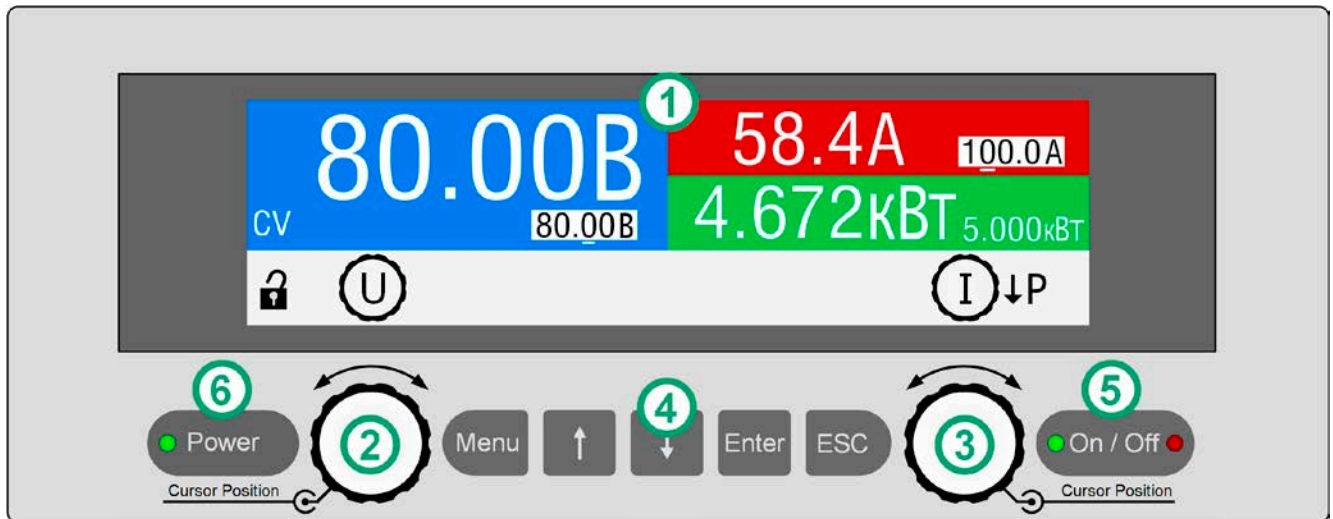 1
80.00В
58.4А
100.0А
CV
80.00В
4.672кВт
5.000кВт
U
I ↓P
6
4
5
Power
2
Menu
↑
↓
Enter
ESC
3
On / Off
Cursor Position
Cursor Position